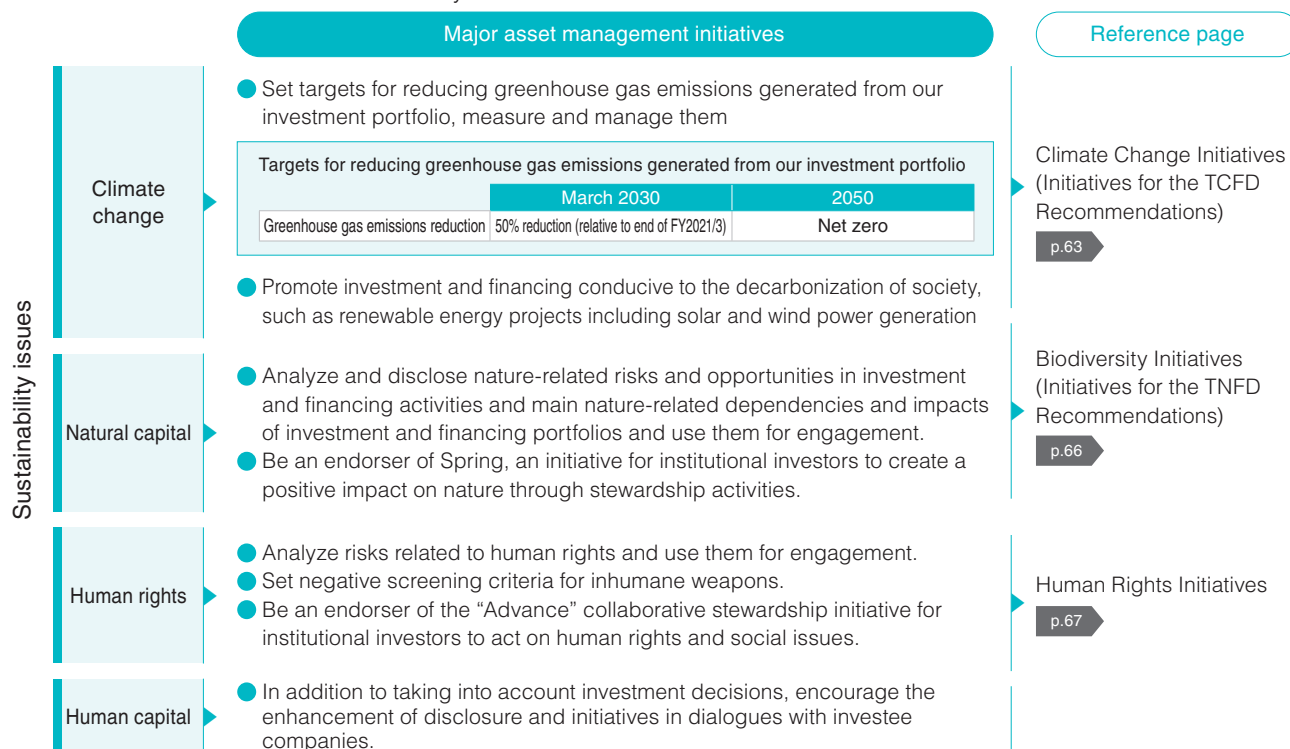 Major asset management initiatives
Reference page
Sustainability issues
Climate
change
● Set targets for reducing greenhouse gas emissions generated from our
investment portfolio, measure and manage them
Targets for reducing greenhouse gas emissions generated from our investment portfolio
March 2030 2050
Greenhouse gas emissions reduction 50% reduction (relative to end of FY2021/3) Net zero
● Promote investment and financing conducive to the decarbonization of society,
such as renewable energy projects including solar and wind power generation
Climate Change Initiatives
(Initiatives for the TCFD
Recommendations)
p.63
Natural capital
● Analyze and disclose nature-related risks and opportunities in investment
and financing activities and main nature-related dependencies and impacts
of investment and financing portfolios and use them for engagement.
● Be an endorser of Spring, an initiative for institutional investors to create a
positive impact on nature through stewardship activities.
Biodiversity Initiatives
(Initiatives for the TNFD
Recommendations)
p.66
Human rights
● Analyze risks related to human rights and use them for engagement.
● Set negative screening criteria for inhumane weapons.
● Be an endorser of the “Advance” collaborative stewardship initiative for
institutional investors to act on human rights and social issues.
Human Rights Initiatives
p.67
Human capital
● In addition to taking into account investment decisions, encourage the
enhancement of disclosure and initiatives in dialogues with investee
companies.